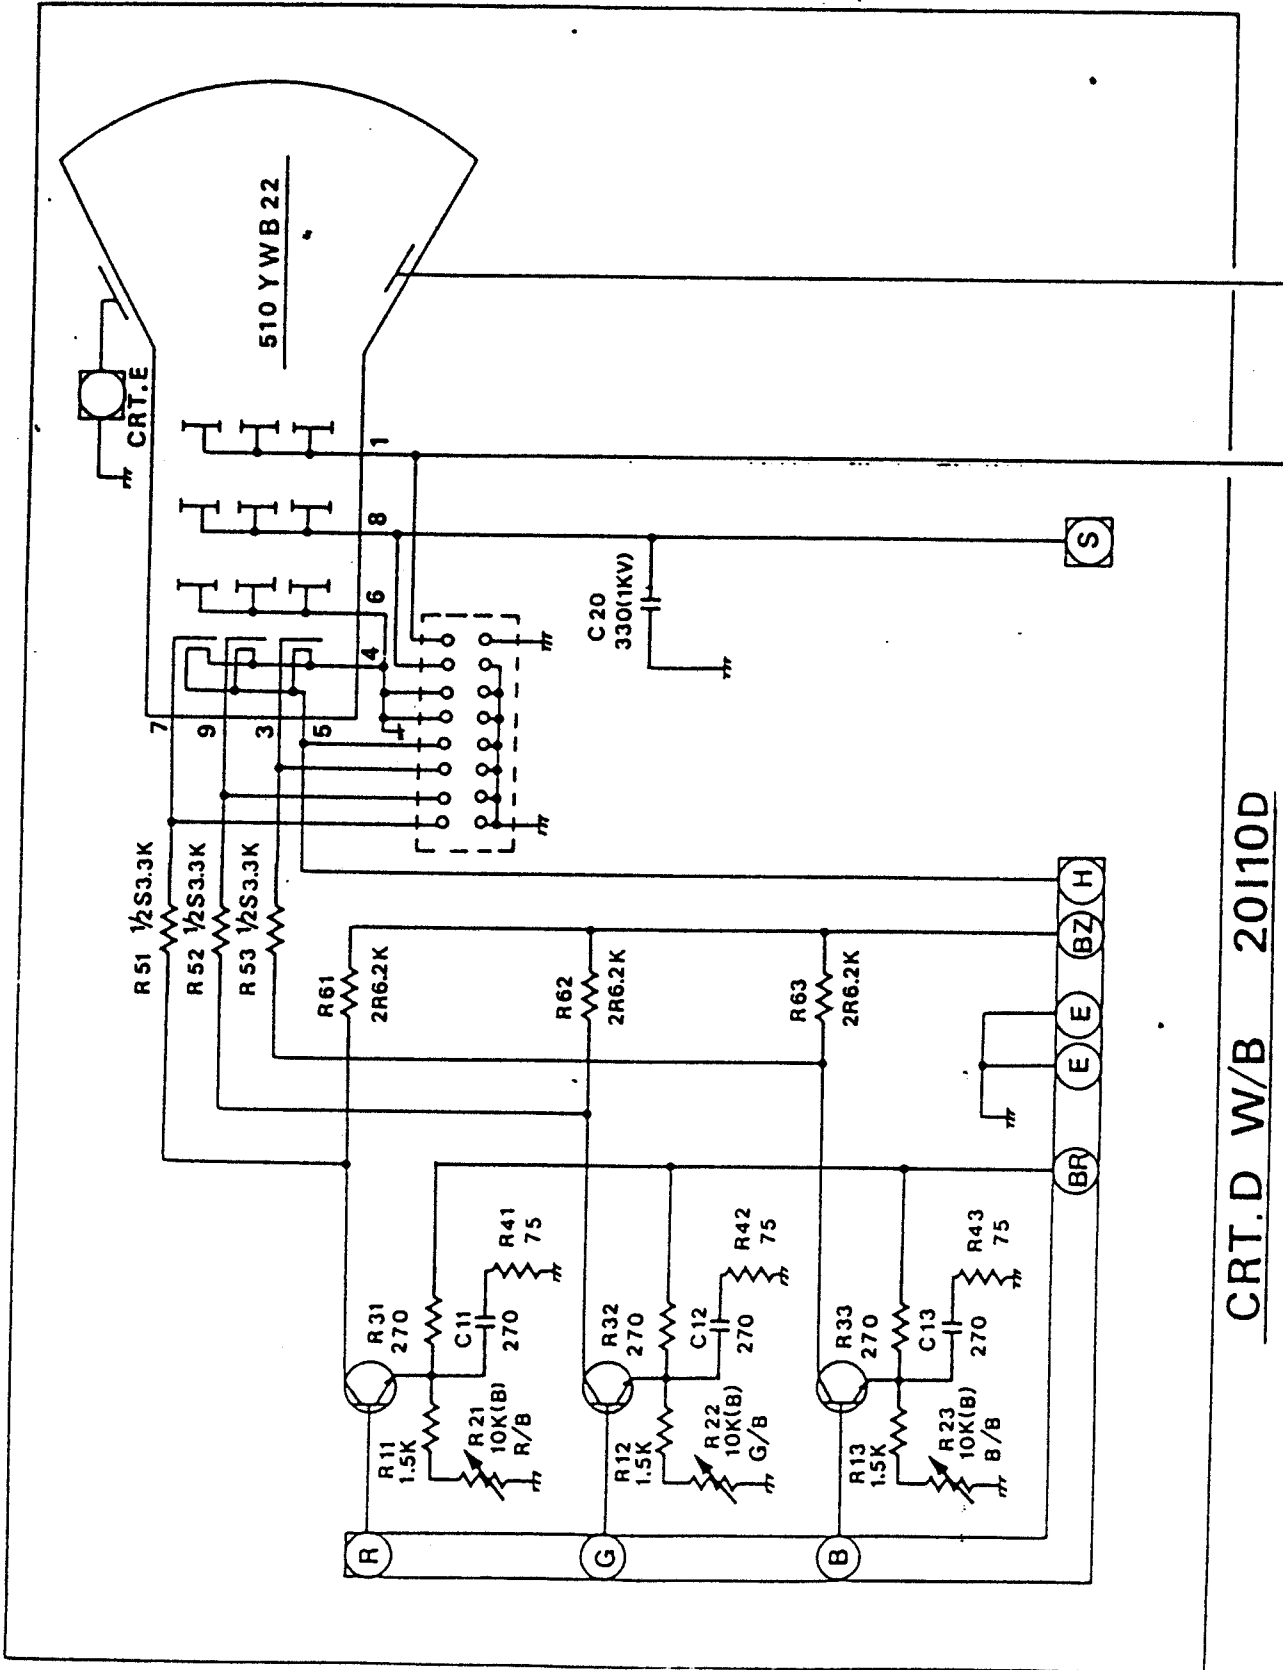 510YWB22
CRT.E
1
8
6
4
7
9
3
5
C20
330(1KV)
S
R51 ½S3.3K
R52 ½S3.3K
R53 ½S3.3K
R61
2R6.2K
R62
2R6.2K
R63
2R6.2K
H
BZ
E
E
BR
R31
270
C11
270
R41
75
R32
270
C12
270
R42
75
R33
270
C13
270
R43
75
R11
1.5K
R21
10K(B)
R/B
R12
1.5K
R22
10K(B)
G/B
R13
1.5K
R23
10K(B)
B/B
R
G
B
CRT.D W/B 20I10D